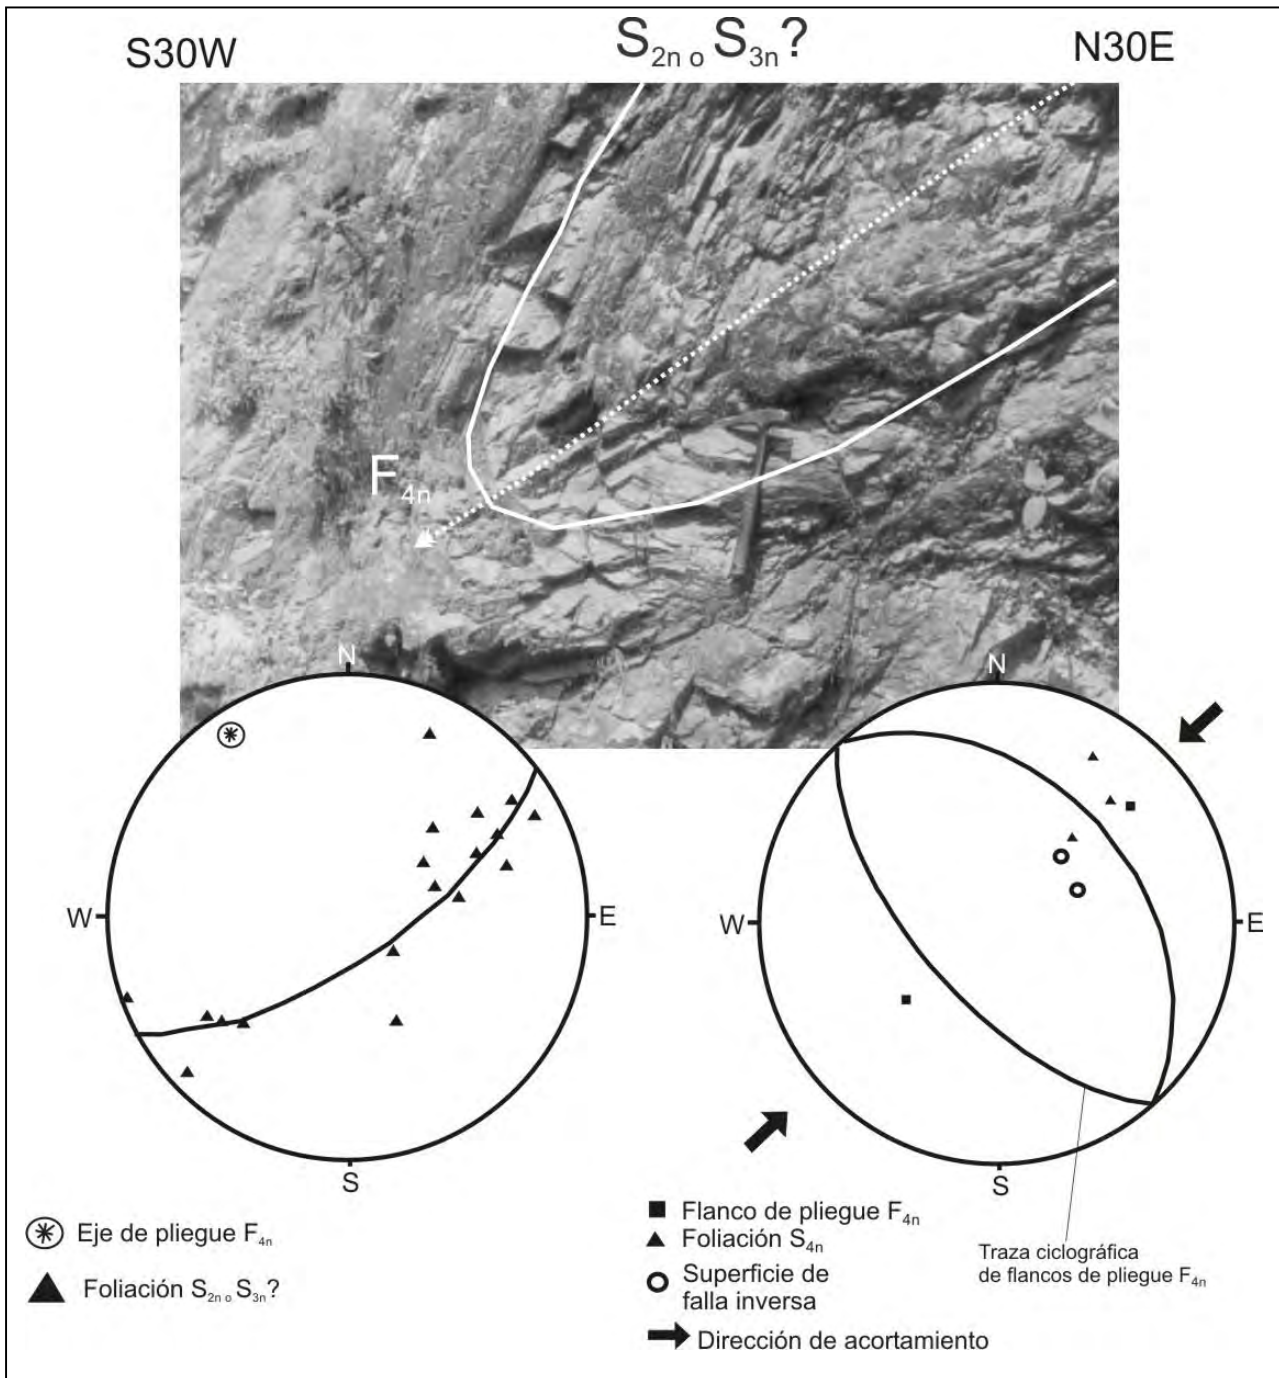 S30W
S2n o S3n?
N30E
F4n
N
W
E
S
N
W
E
S
Eje de pliegue F4n
Foliación S2n o S3n?
Flanco de pliegue F4n
Foliación S4n
Superficie de
falla inversa
Dirección de acortamiento
Traza ciclográfica
de flancos de pliegue F4n